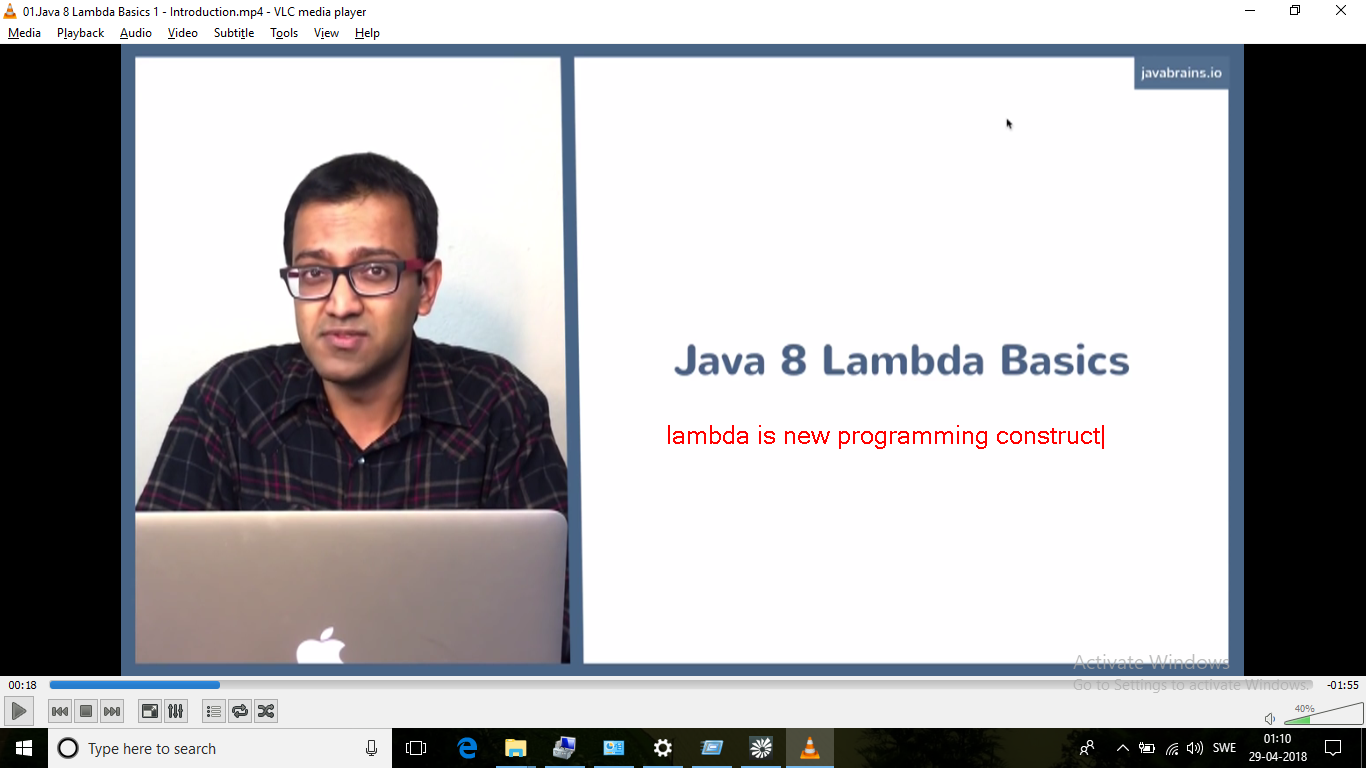 01.Java 8 Lambda Basics 1 - Introduction.mp4 - VLC media player
Media Playback Audio Video Subtitle Tools View Help
javabrains.io
Java 8 Lambda Basics
lambda is new programming construct
Activate Windows
Go to Settings to activate Windows.
00:18
-01:55
40%
Type here to search
SWE
01:10
29-04-2018